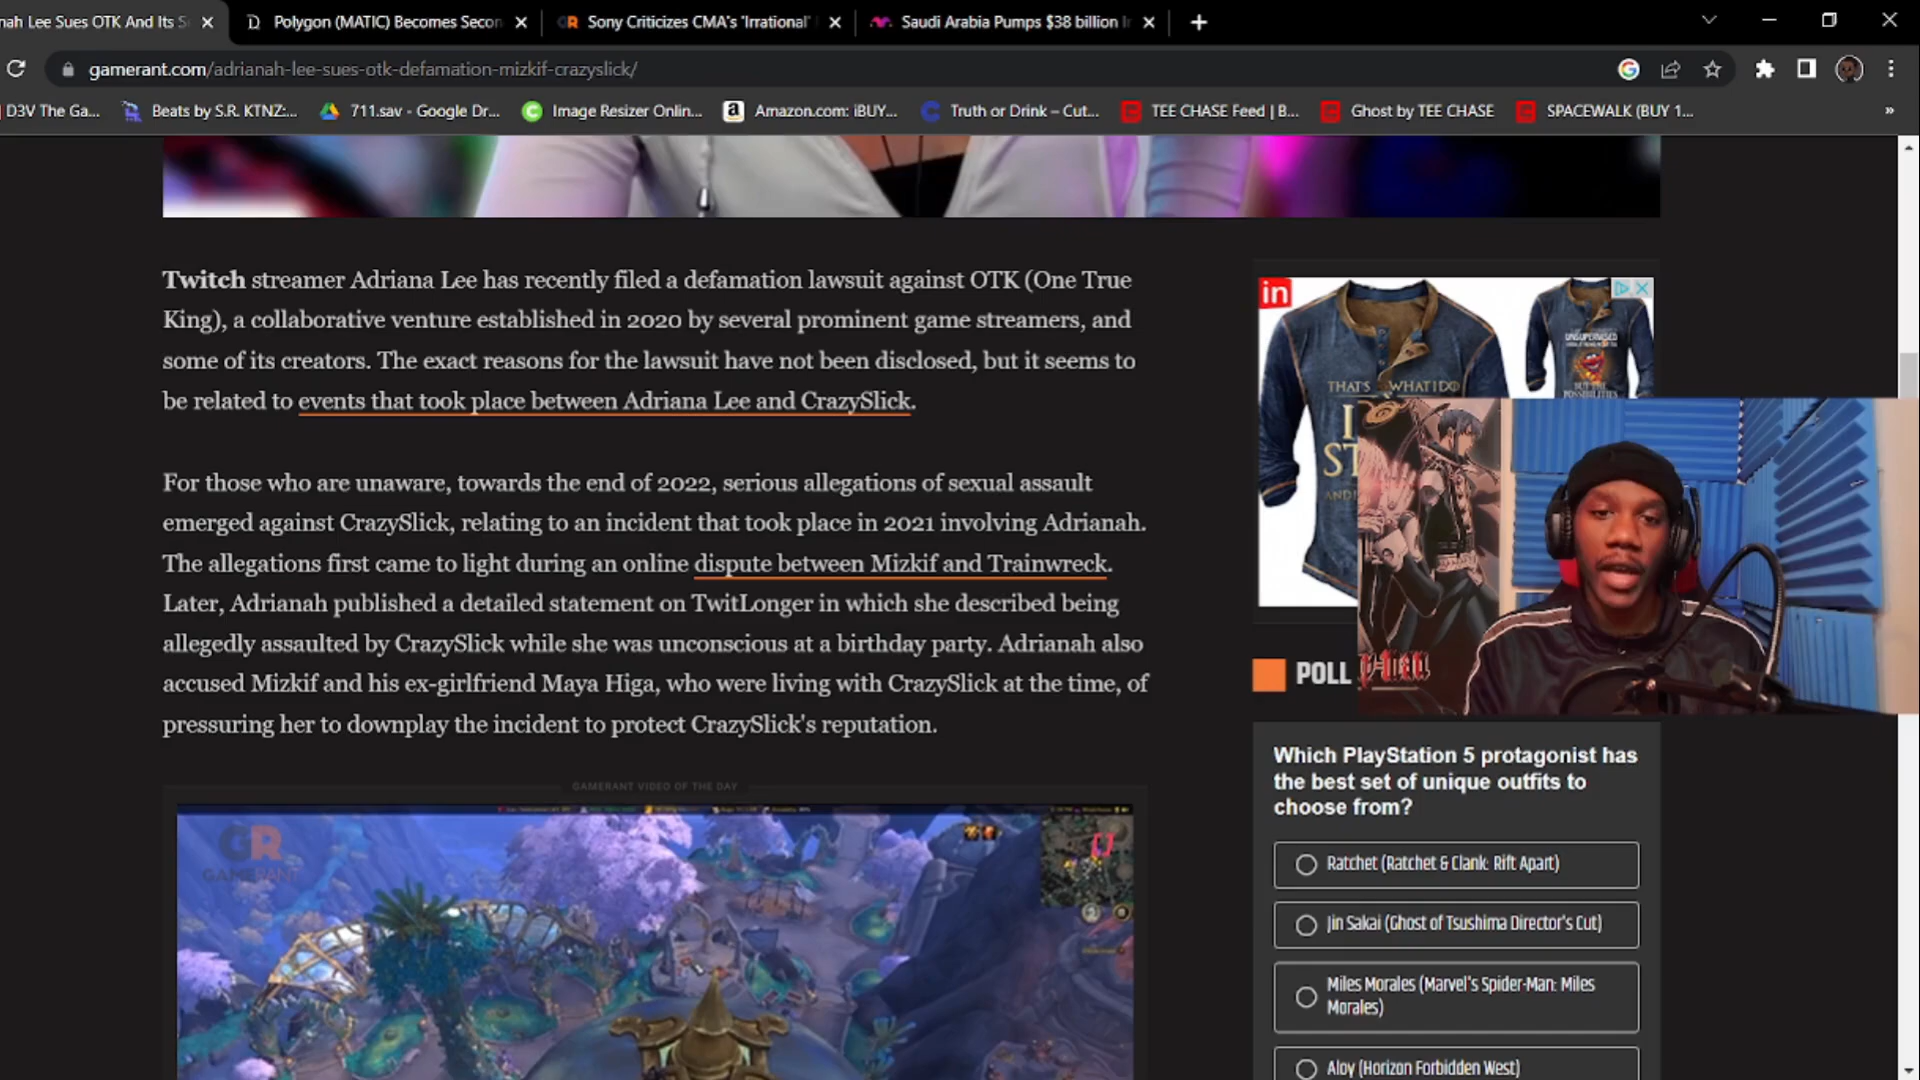 nah Lee Sues OTK And Its S
Polygon (MATIC) Becomes Secon
Sony Criticizes CMA's 'Irrational'
Saudi Arabia Pumps $38 billion I
gamerant.com/adrianah-lee-sues-otk-defamation-mizkif-crazyslick/
D3V The Ga...
Beats by S.R. KTNZ:...
711.sav - Google Dr...
Image Resizer Onlin...
Amazon.com: iBUY...
Truth or Drink – Cut...
TEE CHASE Feed | B...
Ghost by TEE CHASE
SPACEWALK (BUY 1...
»
Twitch streamer Adriana Lee has recently filed a defamation lawsuit against OTK (One True
King), a collaborative venture established in 2020 by several prominent game streamers, and
some of its creators. The exact reasons for the lawsuit have not been disclosed, but it seems to
be related to events that took place between Adriana Lee and CrazySlick.
For those who are unaware, towards the end of 2022, serious allegations of sexual assault
emerged against CrazySlick, relating to an incident that took place in 2021 involving Adrianah.
The allegations first came to light during an online dispute between Mizkif and Trainwreck.
Later, Adrianah published a detailed statement on TwitLonger in which she described being
allegedly assaulted by CrazySlick while she was unconscious at a birthday party. Adrianah also
accused Mizkif and his ex-girlfriend Maya Higa, who were living with CrazySlick at the time, of
pressuring her to downplay the incident to protect CrazySlick's reputation.
GAMERANT VIDEO OF THE DAY
GR
GAMERANT
in
THAT'S WHAT I DO
I
ST
AND
UNSUPERVISED
BUT THE
POSSIBILITIES
POLL
Which PlayStation 5 protagonist has
the best set of unique outfits to
choose from?
Ratchet (Ratchet & Clank: Rift Apart)
Jin Sakai (Ghost of Tsushima Director's Cut)
Miles Morales (Marvel's Spider-Man: Miles
Morales)
Aloy (Horizon Forbidden West)